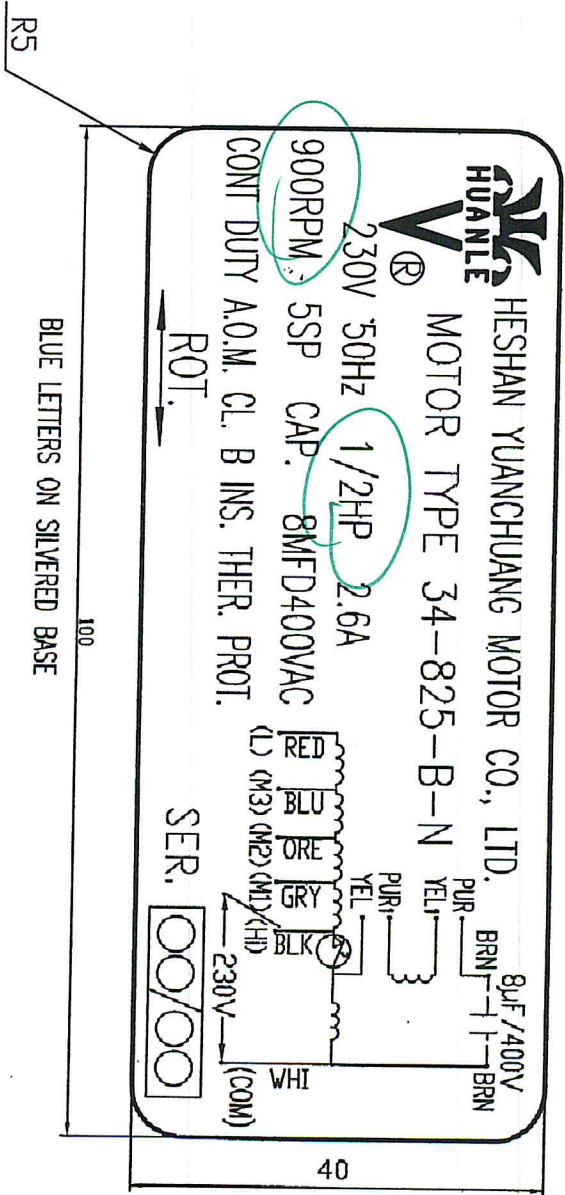 HUANLE
®
HESHAN YUANCHUANG MOTOR CO., LTD.
MOTOR TYPE 34-825-B-N
230V 50Hz 1/2HP 2.6A
900RPM 5SP CAP. 8MFD400VAC
CONT DUTY A.O.M. CL. B INS. THER. PROT.
ROT.
SER.
8μF/400V
BRN BRN
PUR
YEL
PUR
YEL
RED BLU ORE GRY BLK WHI
(L) (M3) (M2) (M1) (HI) (COM)
230V
R5
100
40
BLUE LETTERS ON SILVERED BASE